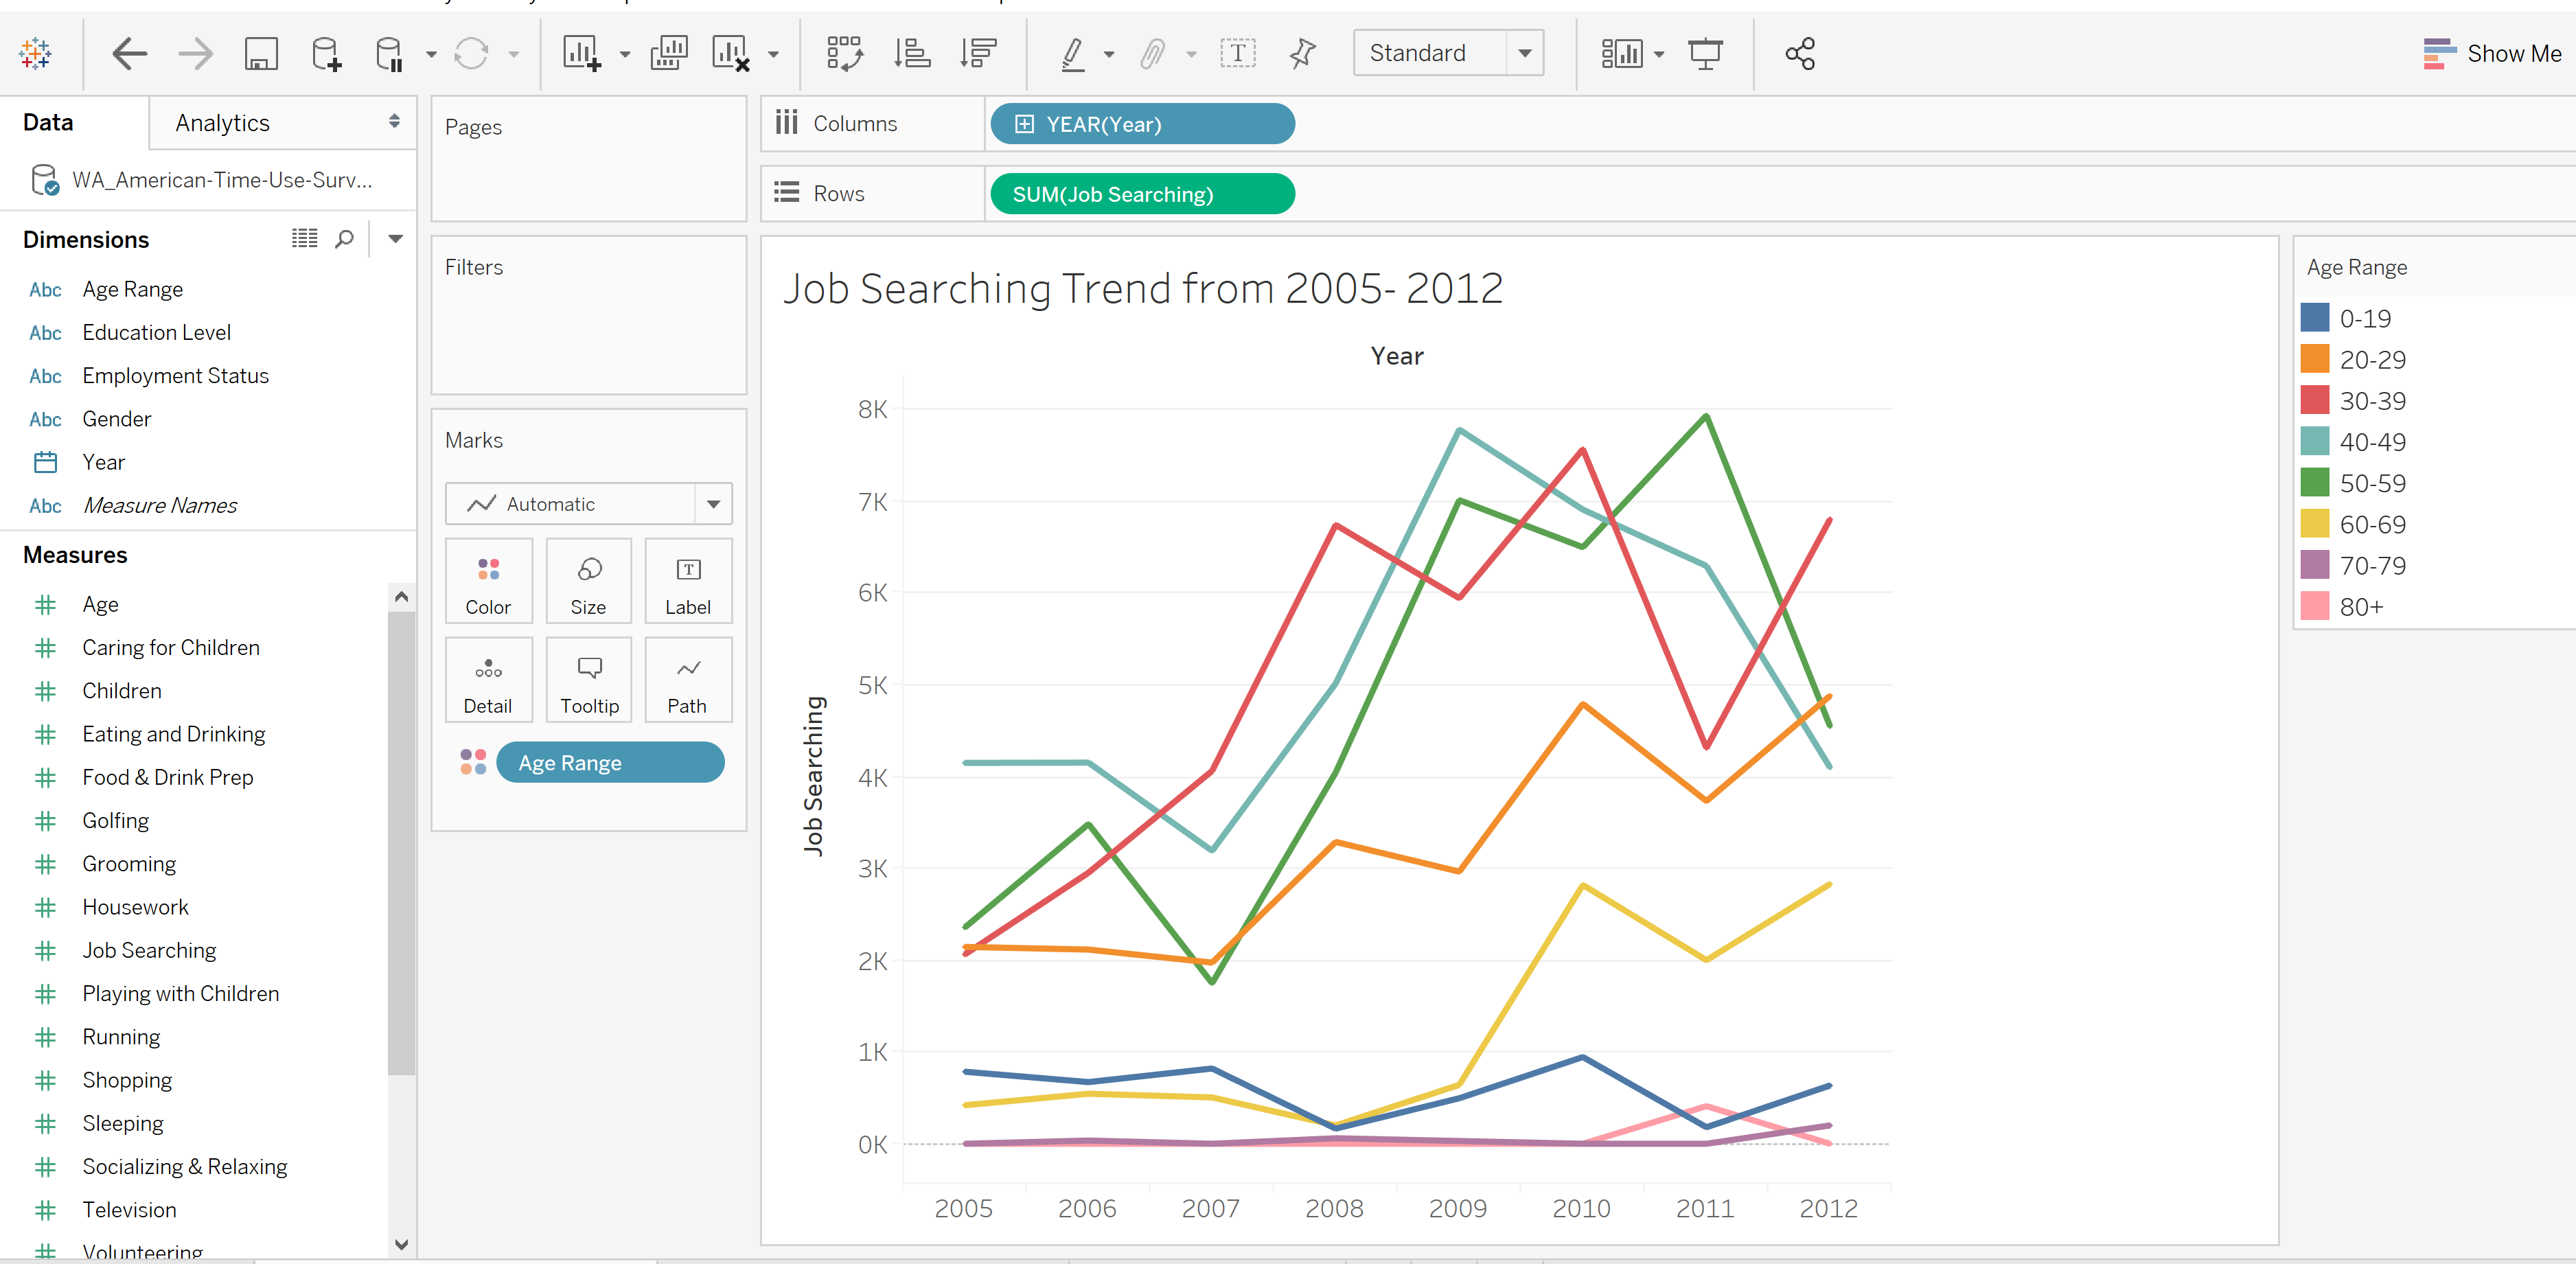 Standard
Show Me
Data
Analytics
WA_American-Time-Use-Surv...
Dimensions
Abc Age Range
Abc Education Level
Abc Employment Status
Abc Gender
Year
Abc Measure Names
Measures
Age
Caring for Children
Children
Eating and Drinking
Food & Drink Prep
Golfing
Grooming
Housework
Job Searching
Playing with Children
Running
Shopping
Sleeping
Socializing & Relaxing
Television
Volunteering
Pages
Filters
Marks
Automatic
Color
Size
Label
Detail
Tooltip
Path
Age Range
Columns
YEAR(Year)
Rows
SUM(Job Searching)
Job Searching Trend from 2005- 2012
Year
8K
7K
6K
5K
4K
3K
2K
1K
0K
Job Searching
2005 2006 2007 2008 2009 2010 2011 2012
Age Range
0-19
20-29
30-39
40-49
50-59
60-69
70-79
80+